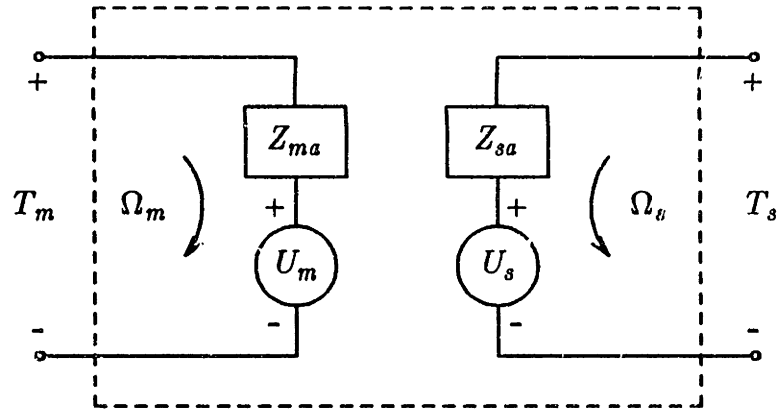 + +
Z_{ma} Z_{sa}
T_m Ω_m + + Ω_s T_s
U_m U_s
- - - -